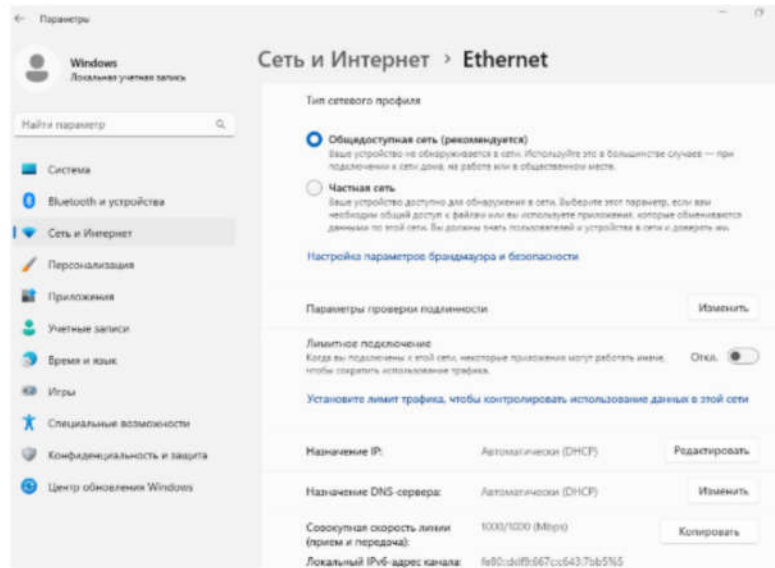 Параметры
Windows
Локальная учетная запись
Найти параметр
Система
Bluetooth и устройства
Сеть и Интернет
Персонализация
Приложения
Учетные записи
Время и язык
Игры
Специальные возможности
Конфиденциальность и защита
Центр обновления Windows
Сеть и Интернет > Ethernet
Тип сетевого профиля
Общедоступная сеть (рекомендуется)
Ваше устройство не обнаруживается в сети. Используйте это в большинстве случаев — при
подключении к сети дома, на работе или в общественном месте.
Частная сеть
Ваше устройство доступно для обнаружения в сети. Выберите этот параметр, если вам
необходим общий доступ к файлам или вы используете приложения, которые обмениваются
данными по этой сети. Вы должны знать пользователей и устройства в сети и доверять им.
Настройка параметров брандмауэра и безопасности
Параметры проверки подлинности
Изменить
Лимитное подключение
Когда вы подключены к этой сети, некоторые приложения могут работать иначе,
чтобы сократить использование трафика.
Откл.
Установите лимит трафика, чтобы контролировать использование данных в этой сети
Назначение IP: Автоматически (DHCP) Редактировать
Назначение DNS-сервера: Автоматически (DHCP) Изменить
Совокупная скорость линии 1000/1000 (Mbps) Копировать
(прием и передача):
Локальный IPv6-адрес канала: